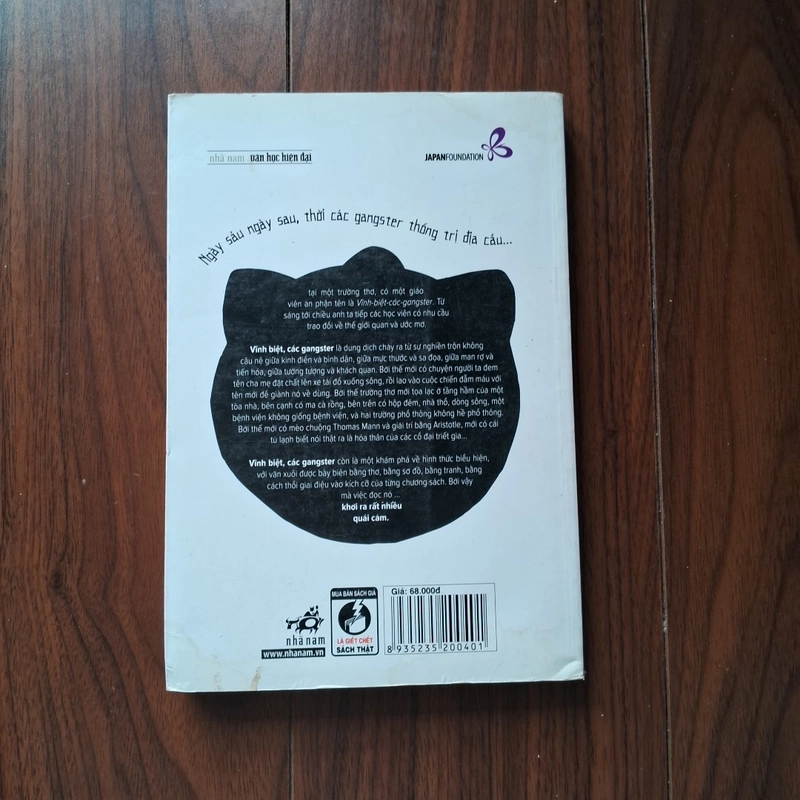 nhã nam . văn học hiện đại
JAPANFOUNDATION
Ngày sấu ngày sau, thời các gangster thống trị địa cầu...
tại một trường thơ, có một giáo
viên an phận tên là Vĩnh-biệt-các-gangster. Từ
sáng tới chiều anh ta tiếp các học viên có nhu cầu
trao đổi về thế giới quan và ước mơ.
Vĩnh biệt, các gangster là dung dịch chảy ra từ sự nghiền trộn không
câu nệ giữa kinh điển và bình dân, giữa mực thước và sa đọa, giữa man rợ và
tiến hóa, giữa tưởng tượng và khách quan. Bởi thế mới có chuyện người ta đem
tên cha mẹ đặt chất lên xe tải đổ xuống sông, rồi lao vào cuộc chiến đẫm máu với
tên mới để giành nó về dùng. Bởi thế trường thơ mới tọa lạc ở tầng hầm của một
tòa nhà, bên cạnh có ma cà rồng, bên trên có hộp đêm, nhà thổ, dòng sông, một
bệnh viện không giống bệnh viện, và hai trường phổ thông không hề phổ thông.
Bởi thế mới có mèo chuộng Thomas Mann và giải trí bằng Aristotle, mới có cái
tủ lạnh biết nói thật ra là hóa thân của các cổ đại triết gia...
Vĩnh biệt, các gangster còn là một khám phá về hình thức biểu hiện,
với văn xuôi được bày biện bằng thơ, bằng sơ đồ, bằng tranh, bằng
cách thổi giai điệu vào kích cỡ của từng chương sách. Bởi vậy
mà việc đọc nó ...
khơi ra rất nhiều
quái cảm.
nhã nam
www.nhanam.vn
MUA BÁN SÁCH GIẢ
LÀ GIẾT CHẾT
SÁCH THẬT
Giá: 68.000đ
8 935235 200401